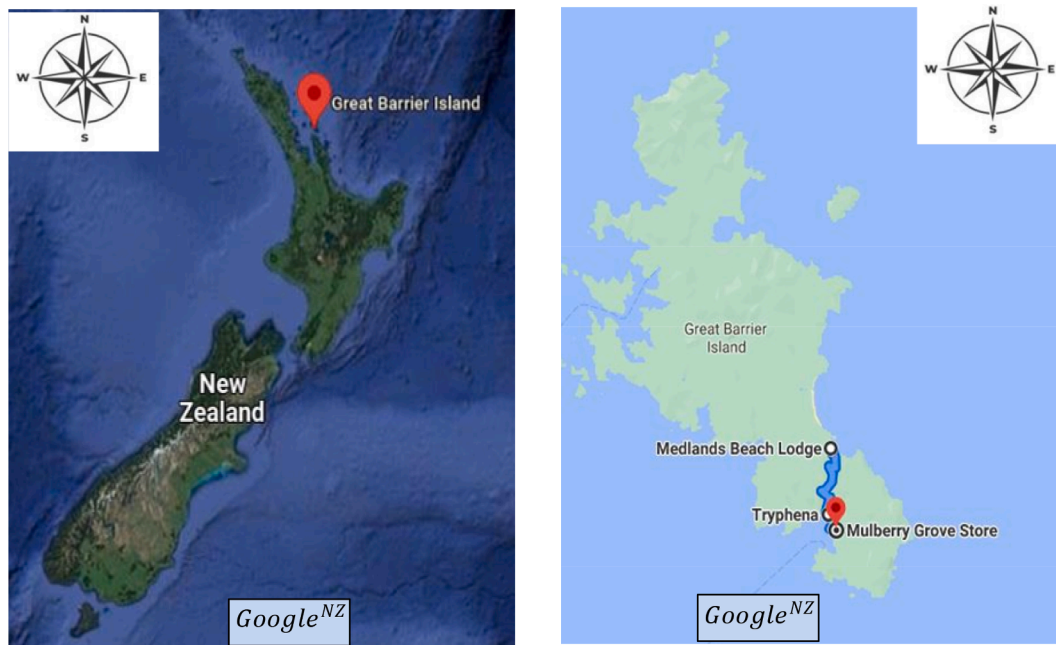 N
W E
S
Great Barrier Island
New
Zealand
Google^NZ
N
W E
S
Great Barrier
Island
Medlands Beach Lodge
Tryphena
Mulberry Grove Store
Google^NZ